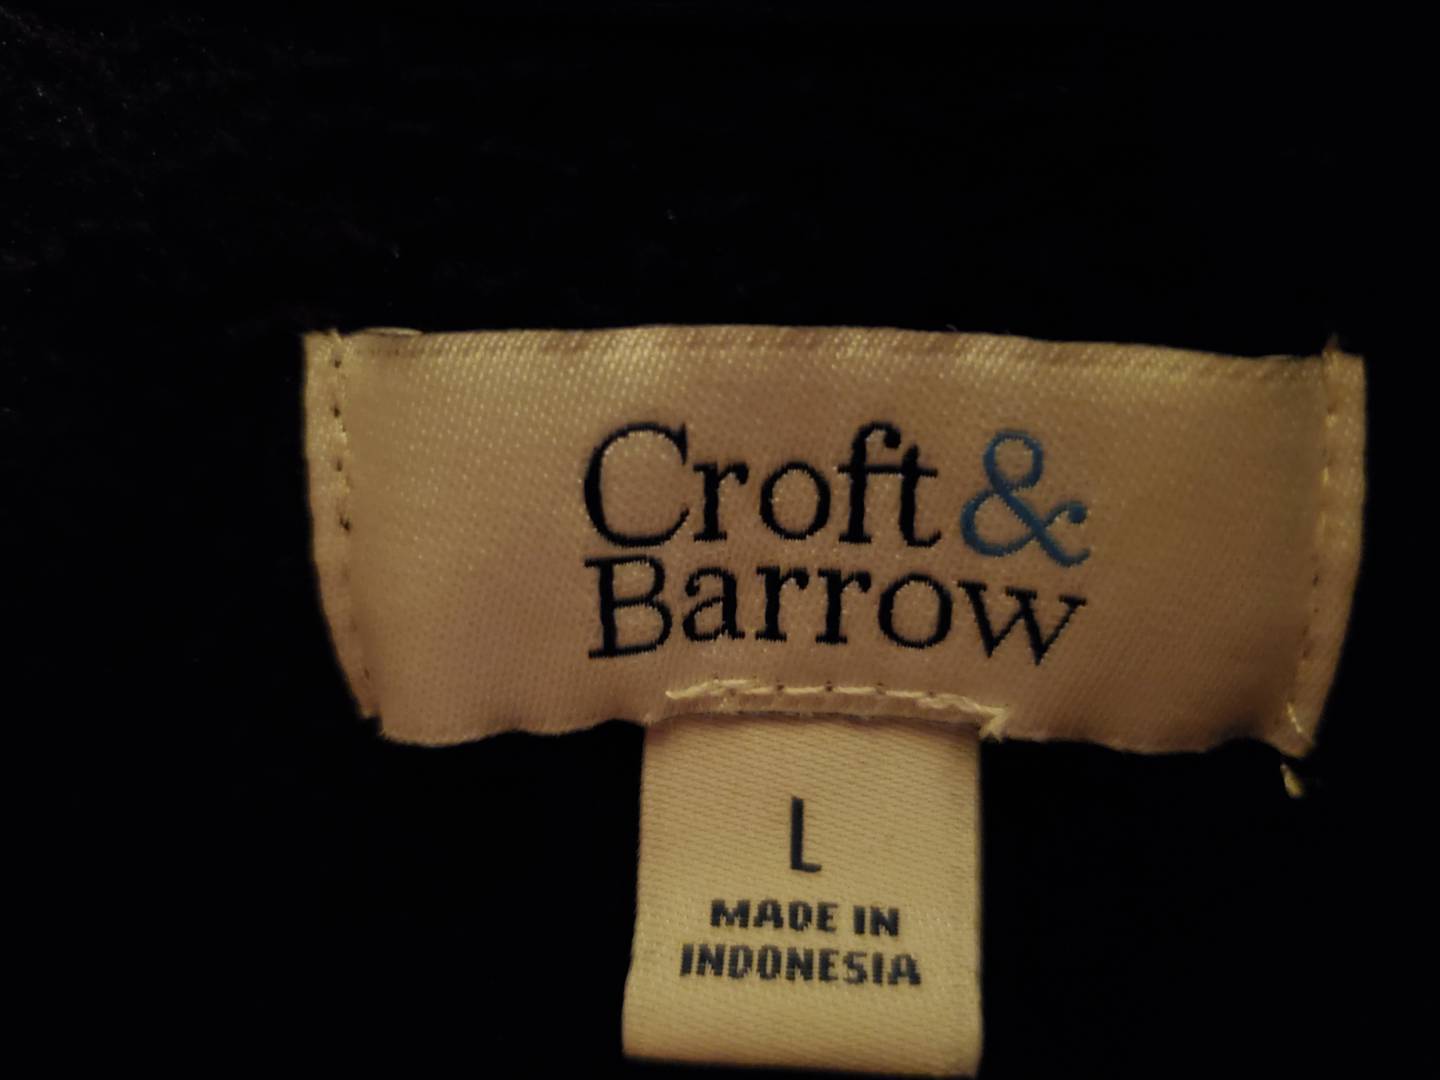 Croft &
Barrow
L
MADE IN
INDONESIA